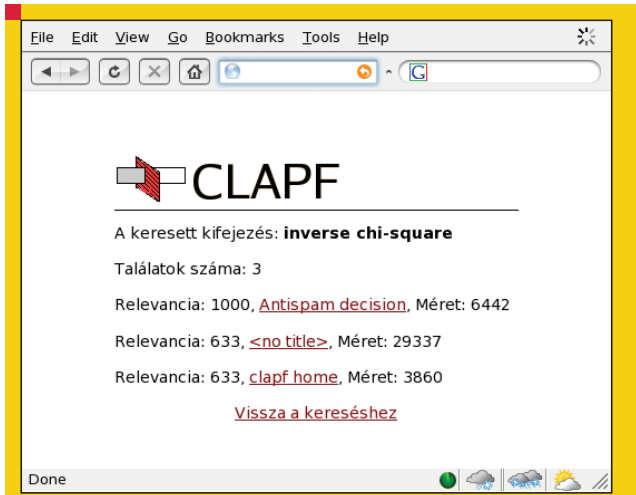 File Edit View Go Bookmarks Tools Help
G
CLAPF
A keresett kifejezés: inverse chi-square
Találatok száma: 3
Relevancia: 1000, Antispam decision, Méret: 6442
Relevancia: 633, <no title>, Méret: 29337
Relevancia: 633, clapf home, Méret: 3860
Vissza a kereséshez
Done